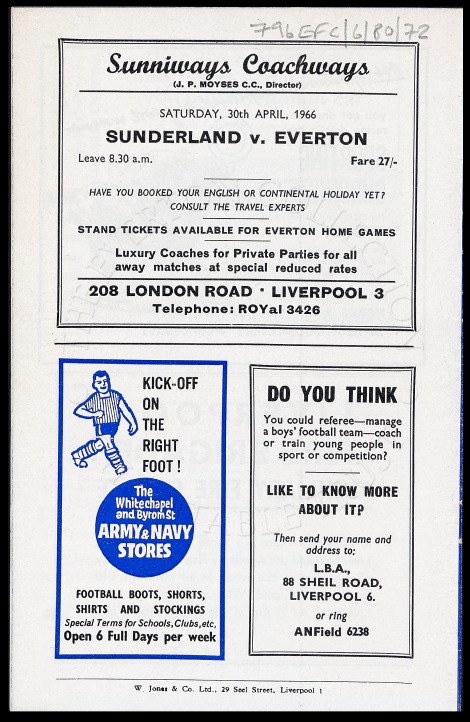 796EFC/6/80/72
Sunniways Coachways
(J. P. MOYSES C.C., Director)
SATURDAY, 30th APRIL, 1966
SUNDERLAND v. EVERTON
Leave 8.30 a.m. Fare 27/-
HAVE YOU BOOKED YOUR ENGLISH OR CONTINENTAL HOLIDAY YET?
CONSULT THE TRAVEL EXPERTS
STAND TICKETS AVAILABLE FOR EVERTON HOME GAMES
Luxury Coaches for Private Parties for all
away matches at special reduced rates
208 LONDON ROAD · LIVERPOOL 3
Telephone: ROYal 3426
KICK-OFF
ON
THE
RIGHT
FOOT!
The
Whitechapel
and Byrom St
ARMY & NAVY
STORES
FOOTBALL BOOTS, SHORTS,
SHIRTS AND STOCKINGS
Special Terms for Schools, Clubs, etc,
Open 6 Full Days per week
DO YOU THINK
You could referee—manage
a boys' football team—coach
or train young people in
sport or competition?
LIKE TO KNOW MORE
ABOUT IT?
Then send your name and
address to:
L.B.A.,
88 SHEIL ROAD,
LIVERPOOL 6.
or ring
ANField 6238
W. Jones & Co. Ltd., 29 Seel Street, Liverpool 1